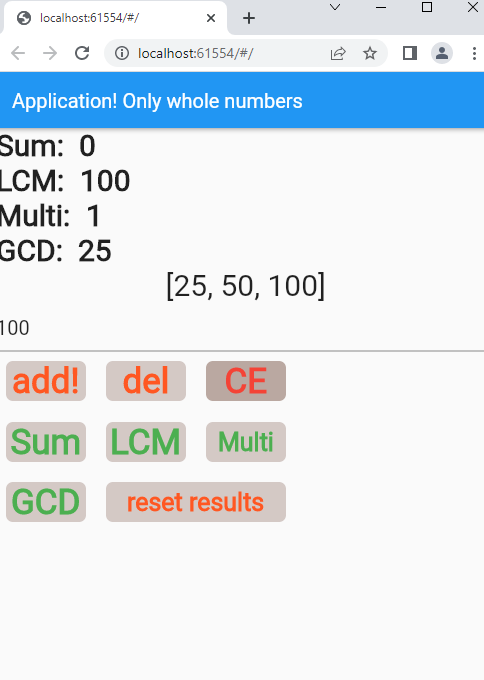 localhost:61554/#/
localhost:61554/#/
Application! Only whole numbers
Sum: 0
LCM: 100
Multi: 1
GCD: 25
[25, 50, 100]
100
add! del CE
Sum LCM Multi
GCD reset results